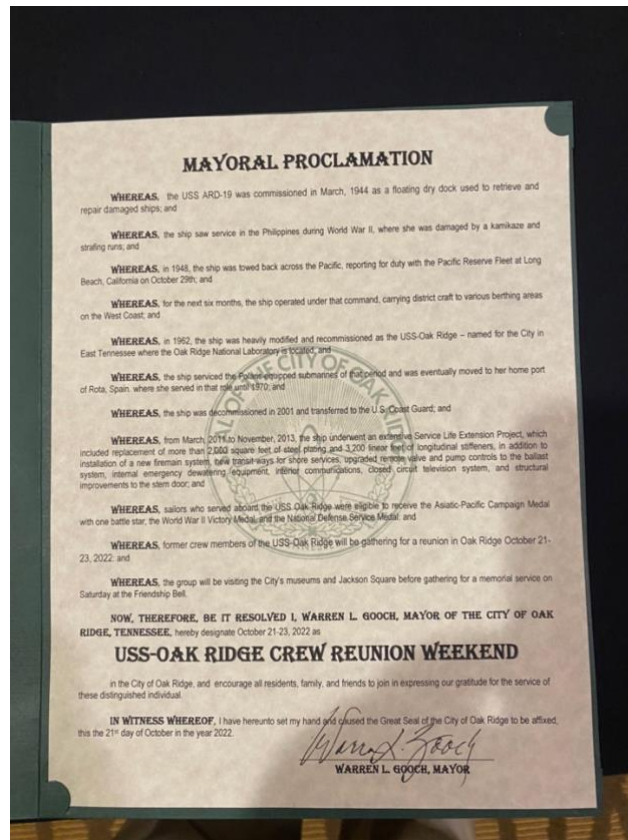 MAYORAL PROCLAMATION
WHEREAS, the USS ARD-19 was commissioned in March, 1944 as a floating dry dock used to retrieve and
repair damaged ships; and
WHEREAS, the ship saw service in the Philippines during World War II, where she was damaged by a kamikaze and
strafing runs; and
WHEREAS, in 1948, the ship was towed back across the Pacific, reporting for duty with the Pacific Reserve Fleet at Long
Beach, California on October 29th; and
WHEREAS, for the next six months, the ship operated under that command, carrying district craft to various berthing areas
on the West Coast; and
WHEREAS, in 1962, the ship was heavily modified and recommissioned as the USS-Oak Ridge – named for the City in
East Tennessee where the Oak Ridge National Laboratory is located; and
WHEREAS, the ship serviced the Polaris equipped submarines of that period and was eventually moved to her home port
of Rota, Spain, where she served in that role until 1970; and
WHEREAS, the ship was decommissioned in 2001 and transferred to the U.S. Coast Guard; and
WHEREAS, from March, 2011 to November, 2013, the ship underwent an extensive Service Life Extension Project, which
included replacement of more than 2,000 square feet of steel plating and 3,200 linear feet of longitudinal stiffeners, in addition to
installation of a new firemain system, new transit ways for shore services, upgraded remote valve and pump controls to the ballast
system, internal emergency dewatering equipment, interior communications, closed circuit television system, and structural
improvements to the stern door; and
WHEREAS, sailors who served aboard the USS Oak Ridge were eligible to receive the Asiatic-Pacific Campaign Medal
with one battle star, the World War II Victory Medal, and the National Defense Service Medal; and
WHEREAS, former crew members of the USS-Oak Ridge will be gathering for a reunion in Oak Ridge October 21-
23, 2022; and
WHEREAS, the group will be visiting the City's museums and Jackson Square before gathering for a memorial service on
Saturday at the Friendship Bell.
NOW, THEREFORE, BE IT RESOLVED I, WARREN L. GOOCH, MAYOR OF THE CITY OF OAK
RIDGE, TENNESSEE, hereby designate October 21-23, 2022 as
USS-OAK RIDGE CREW REUNION WEEKEND
in the City of Oak Ridge, and encourage all residents, family, and friends to join in expressing our gratitude for the service of
these distinguished individual.
IN WITNESS WHEREOF, I have hereunto set my hand and caused the Great Seal of the City of Oak Ridge to be affixed,
this the 21st day of October in the year 2022.
Warren L. Gooch
WARREN L. GOOCH, MAYOR
SEAL OF THE CITY OF OAK RIDGE